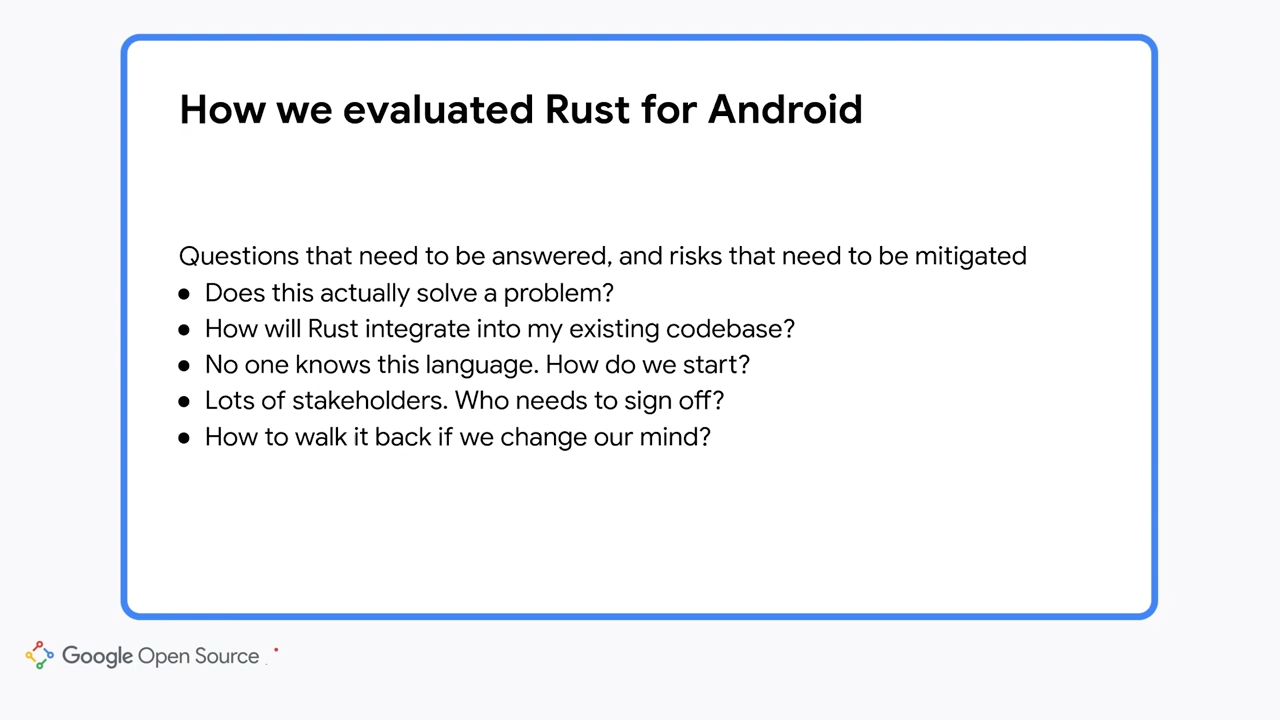 How we evaluated Rust for Android
Questions that need to be answered, and risks that need to be mitigated
● Does this actually solve a problem?
● How will Rust integrate into my existing codebase?
● No one knows this language. How do we start?
● Lots of stakeholders. Who needs to sign off?
● How to walk it back if we change our mind?
Google Open Source